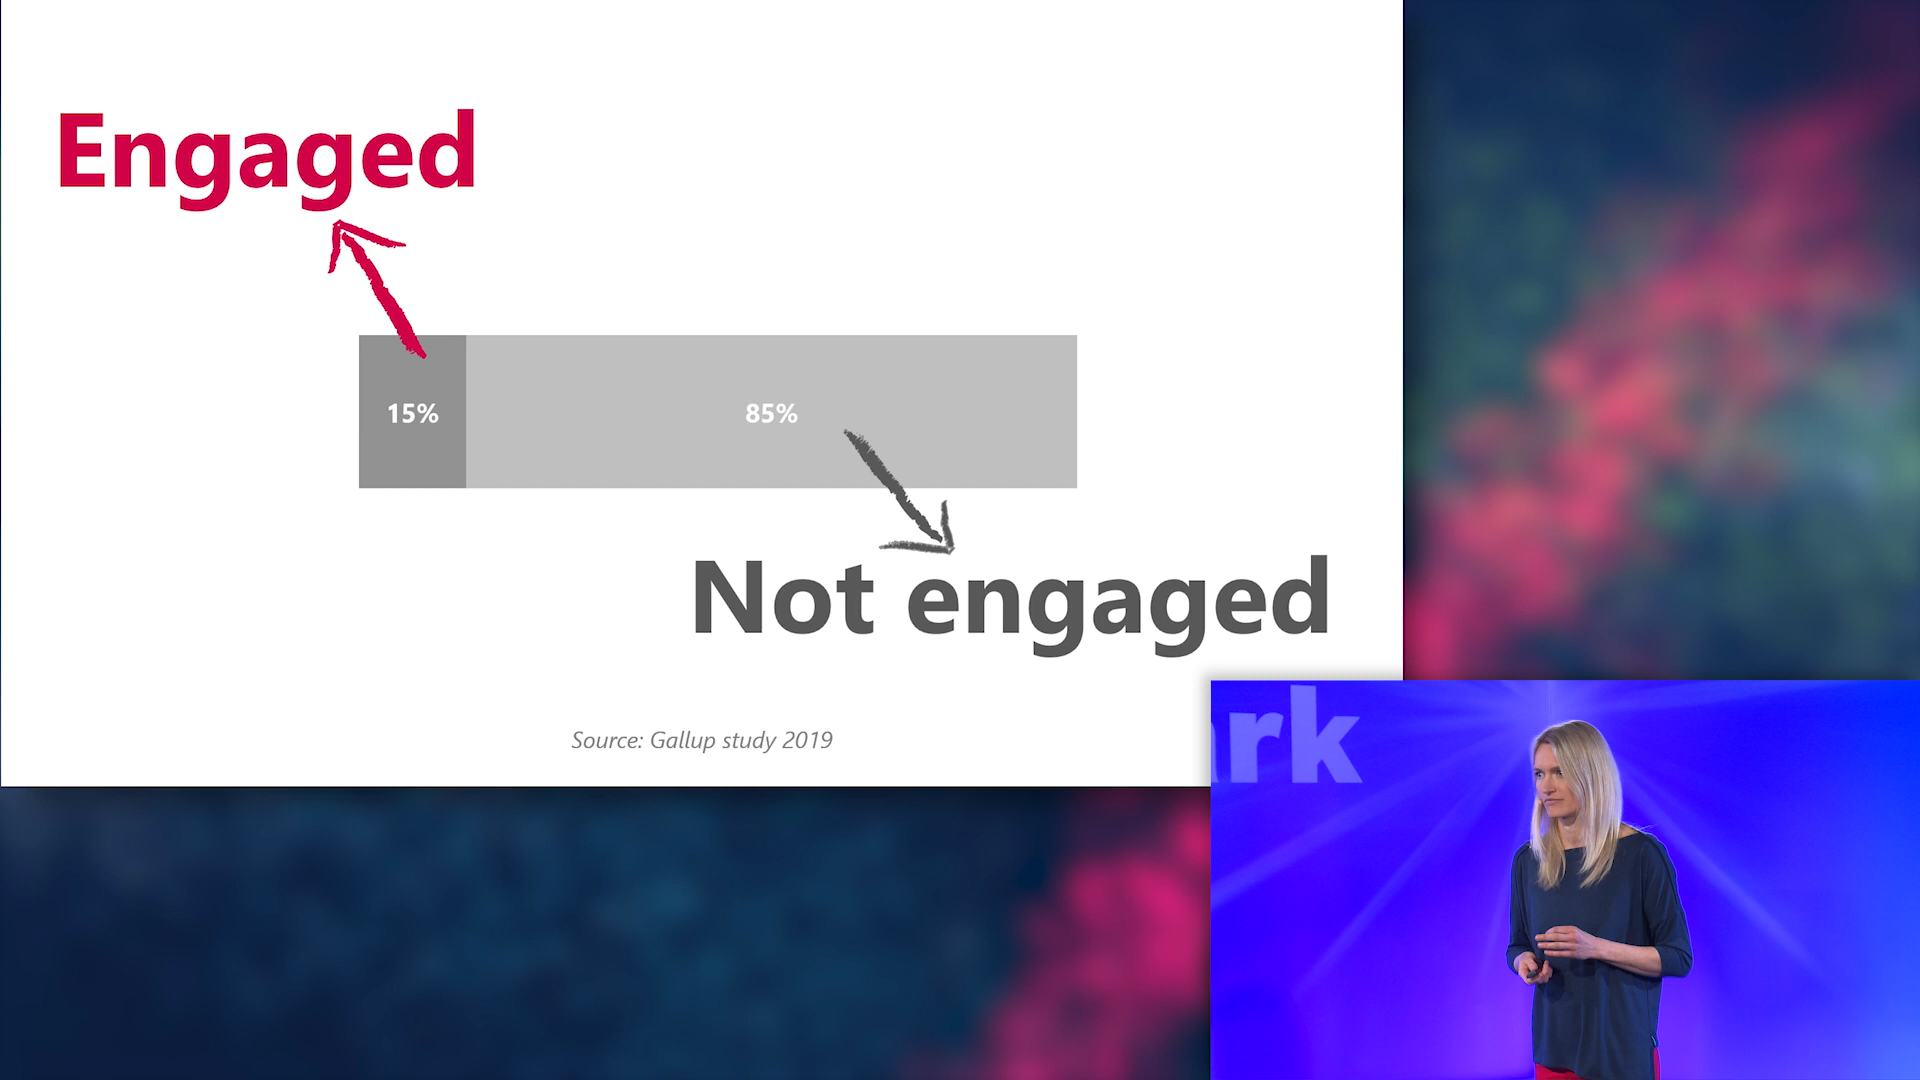 Engaged
15%
85%
Not engaged
Source: Gallup study 2019
rk